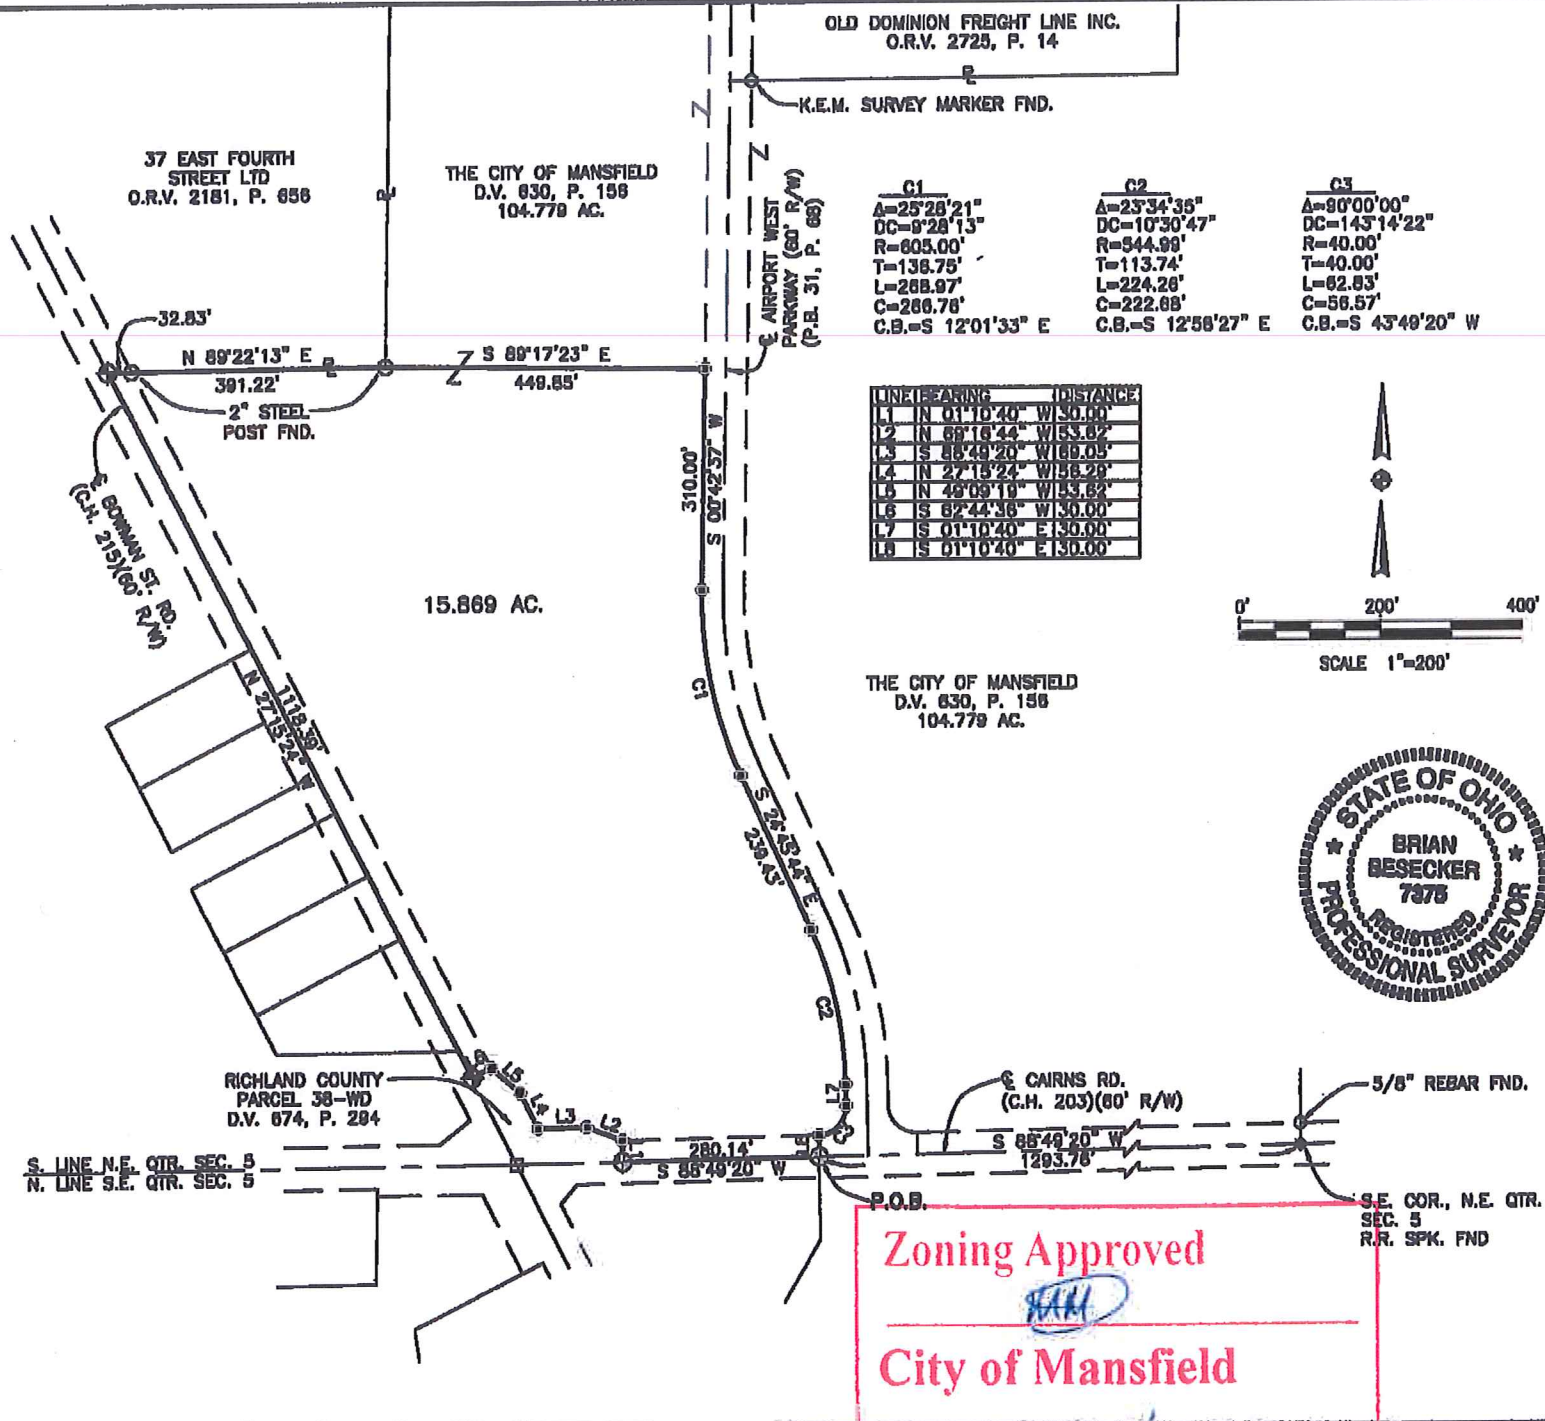 OLD DOMINION FREIGHT LINE INC.
O.R.V. 2725, P. 14
K.E.M. SURVEY MARKER FND.
37 EAST FOURTH
STREET LTD
O.R.V. 2181, P. 656
THE CITY OF MANSFIELD
D.V. 630, P. 156
104.779 AC.
℄ AIRPORT WEST
PARKWAY (60' R/W)
(P.B. 31, P. 68)
C1
Δ=25°28'21"
DC=9°28'13"
R=605.00'
T=136.75'
L=268.97'
C=266.76'
C.B.=S 12°01'33" E
C2
Δ=23°34'35"
DC=10°30'47"
R=544.99'
T=113.74'
L=224.26'
C=222.68'
C.B.=S 12°58'27" E
C3
Δ=90°00'00"
DC=143°14'22"
R=40.00'
T=40.00'
L=62.83'
C=56.57'
C.B.=S 43°49'20" W
32.83'
N 89°22'13" E
391.22'
S 89°17'23" E
449.65'
2" STEEL
POST FND.
LINE BEARING DISTANCE
L1 N 01°10'40" W 30.00'
L2 N 69°16'44" W 53.62'
L3 S 88°49'20" W 69.05'
L4 N 27°15'24" W 56.29'
L5 N 49°09'19" W 53.62'
L6 S 62°44'36" W 30.00'
L7 S 01°10'40" E 30.00'
L8 S 01°10'40" E 30.00'
310.00'
S 00°42'37" W
℄ BOWMAN ST. RD.
(C.H. 215)(60' R/W)
15.869 AC.
0' 200' 400'
SCALE 1"=200'
1118.39'
N 27°15'24" W
C1
THE CITY OF MANSFIELD
D.V. 630, P. 156
104.779 AC.
S 24°45'44" E
239.43'
STATE OF OHIO
BRIAN
BESECKER
7975
REGISTERED
PROFESSIONAL SURVEYOR
C2
RICHLAND COUNTY
PARCEL 38-WD
D.V. 674, P. 294
L5
L4
L3
L2
L7
C3
L8
L1
℄ CAIRNS RD.
(C.H. 203)(60' R/W)
5/8" REBAR FND.
S 88°49'20" W
1293.76'
280.14'
S 88°49'20" W
S. LINE N.E. QTR. SEC. 5
N. LINE S.E. QTR. SEC. 5
P.O.B.
S.E. COR., N.E. QTR.
SEC. 5
R.R. SPK. FND
Zoning Approved
City of Mansfield